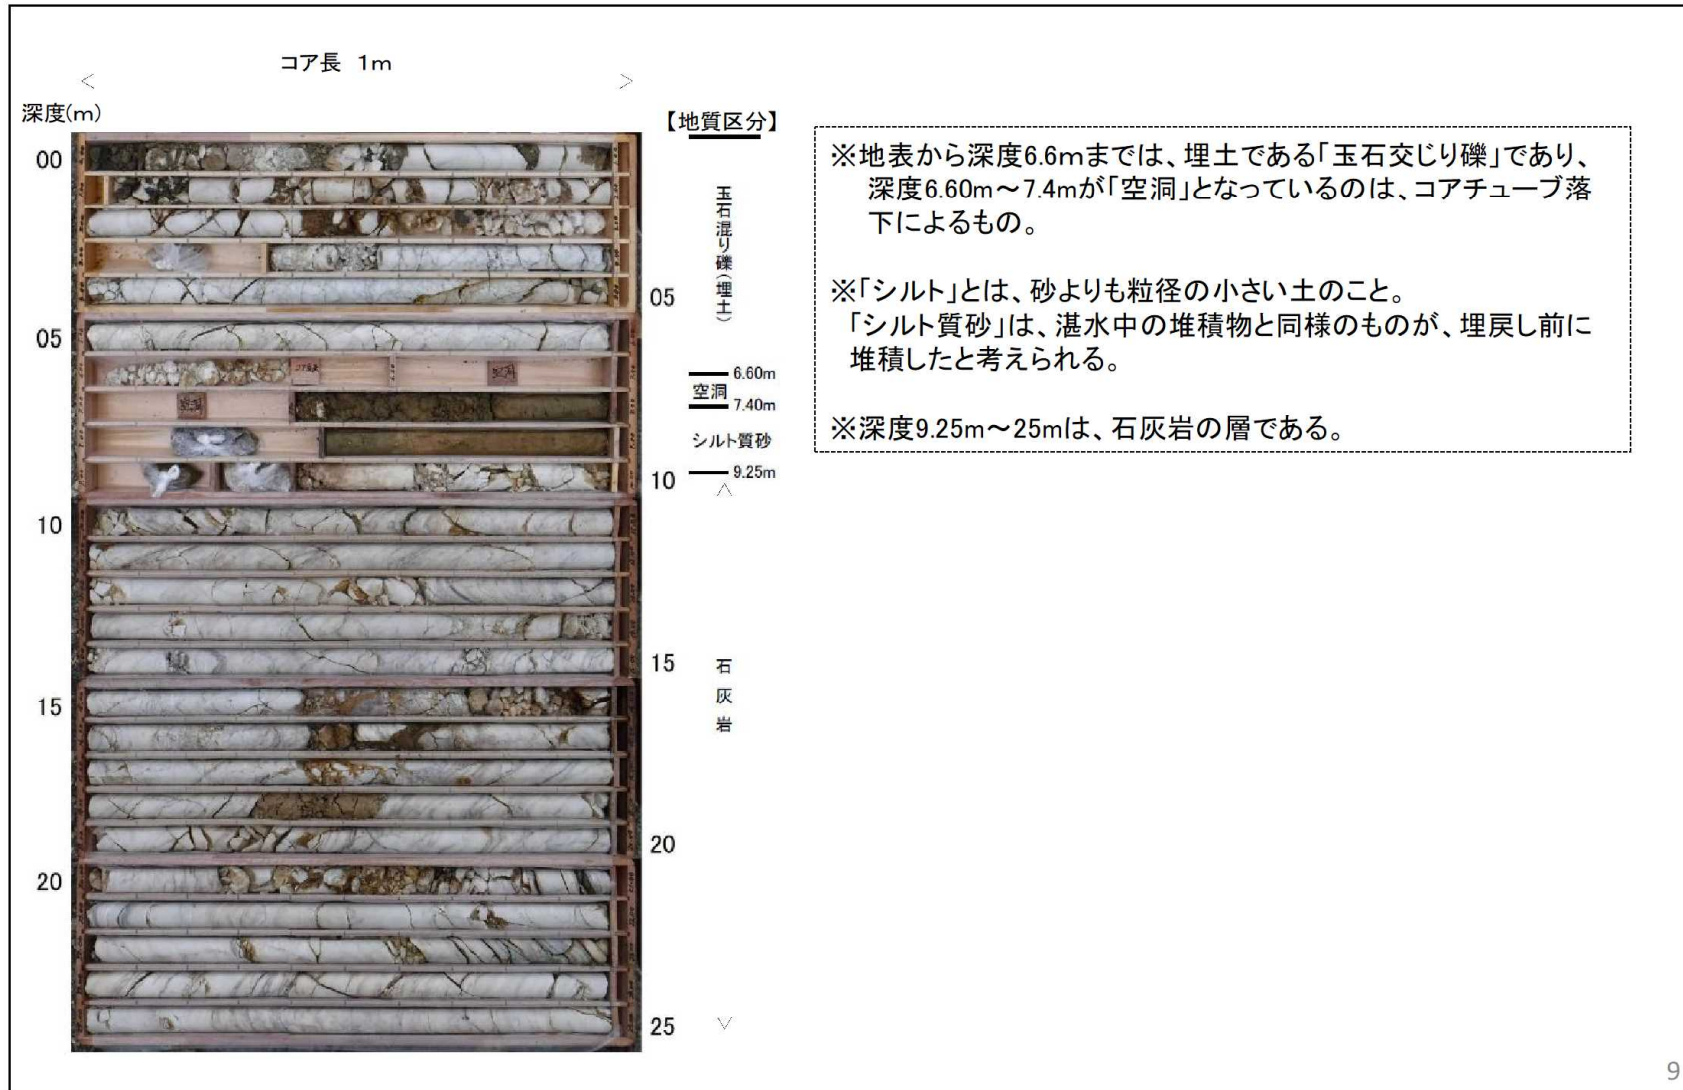 コア長 1m
< >
深度(m)
【地質区分】
00
05
10
15
20
05
10
15
20
25
玉石混り礫(埋土)
6.60m
空洞
7.40m
シルト質砂
9.25m
石灰岩
※地表から深度6.6mまでは、埋土である「玉石交じり礫」であり、
深度6.60m～7.4mが「空洞」となっているのは、コアチューブ落
下によるもの。
※「シルト」とは、砂よりも粒径の小さい土のこと。
「シルト質砂」は、湛水中の堆積物と同様のものが、埋戻し前に
堆積したと考えられる。
※深度9.25m～25mは、石灰岩の層である。
9